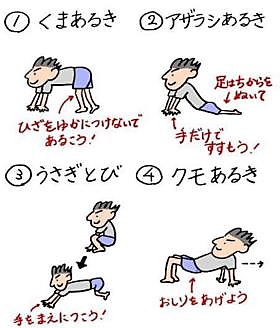 ① くまあるき
ひざをゆかにつけないで
あるこう!
② アザラシあるき
足はちからを
ぬいて
手だけで
すすもう!
③ うさぎとび
手をまえにつこう!
④ クモあるき
おしりをあげよう